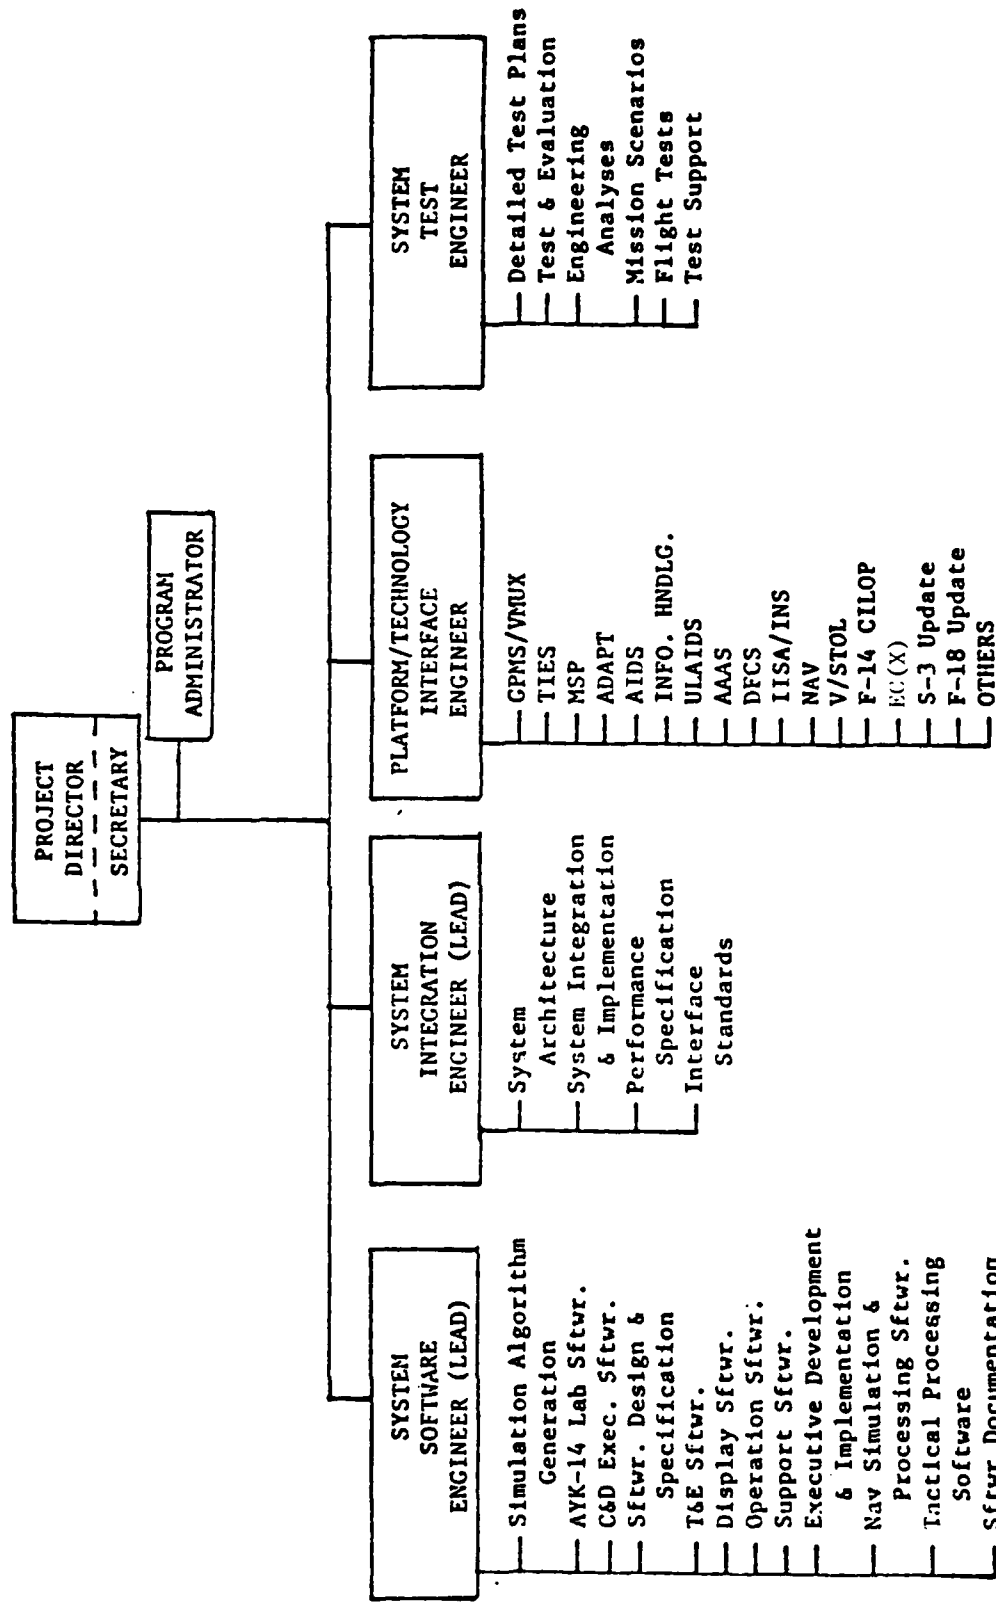 PROJECT
DIRECTOR
SECRETARY
PROGRAM
ADMINISTRATOR
SYSTEM
SOFTWARE
ENGINEER (LEAD)
Simulation Algorithm
Generation
AYK-14 Lab Sftwr.
C&D Exec. Sftwr.
Sftwr. Design &
Specification
T&E Sftwr.
Display Sftwr.
Operation Sftwr.
Support Sftwr.
Executive Development
& Implementation
Nav Simulation &
Processing Sftwr.
Tactical Processing
Software
Sftwr Documentation
SYSTEM
INTEGRATION
ENGINEER (LEAD)
System
Architecture
System Integration
& Implementation
Performance
Specification
Interface
Standards
PLATFORM/TECHNOLOGY
INTERFACE
ENGINEER
GPMS/VMUX
TIES
MSP
ADAPT
AIDS
INFO. HNDLG.
ULAIDS
AAAS
DFCS
IISA/INS
NAV
V/STOL
F-14 CILOP
EC(X)
S-3 Update
F-18 Update
OTHERS
SYSTEM
TEST
ENGINEER
Detailed Test Plans
Test & Evaluation
Engineering
Analyses
Mission Scenarios
Flight Tests
Test Support